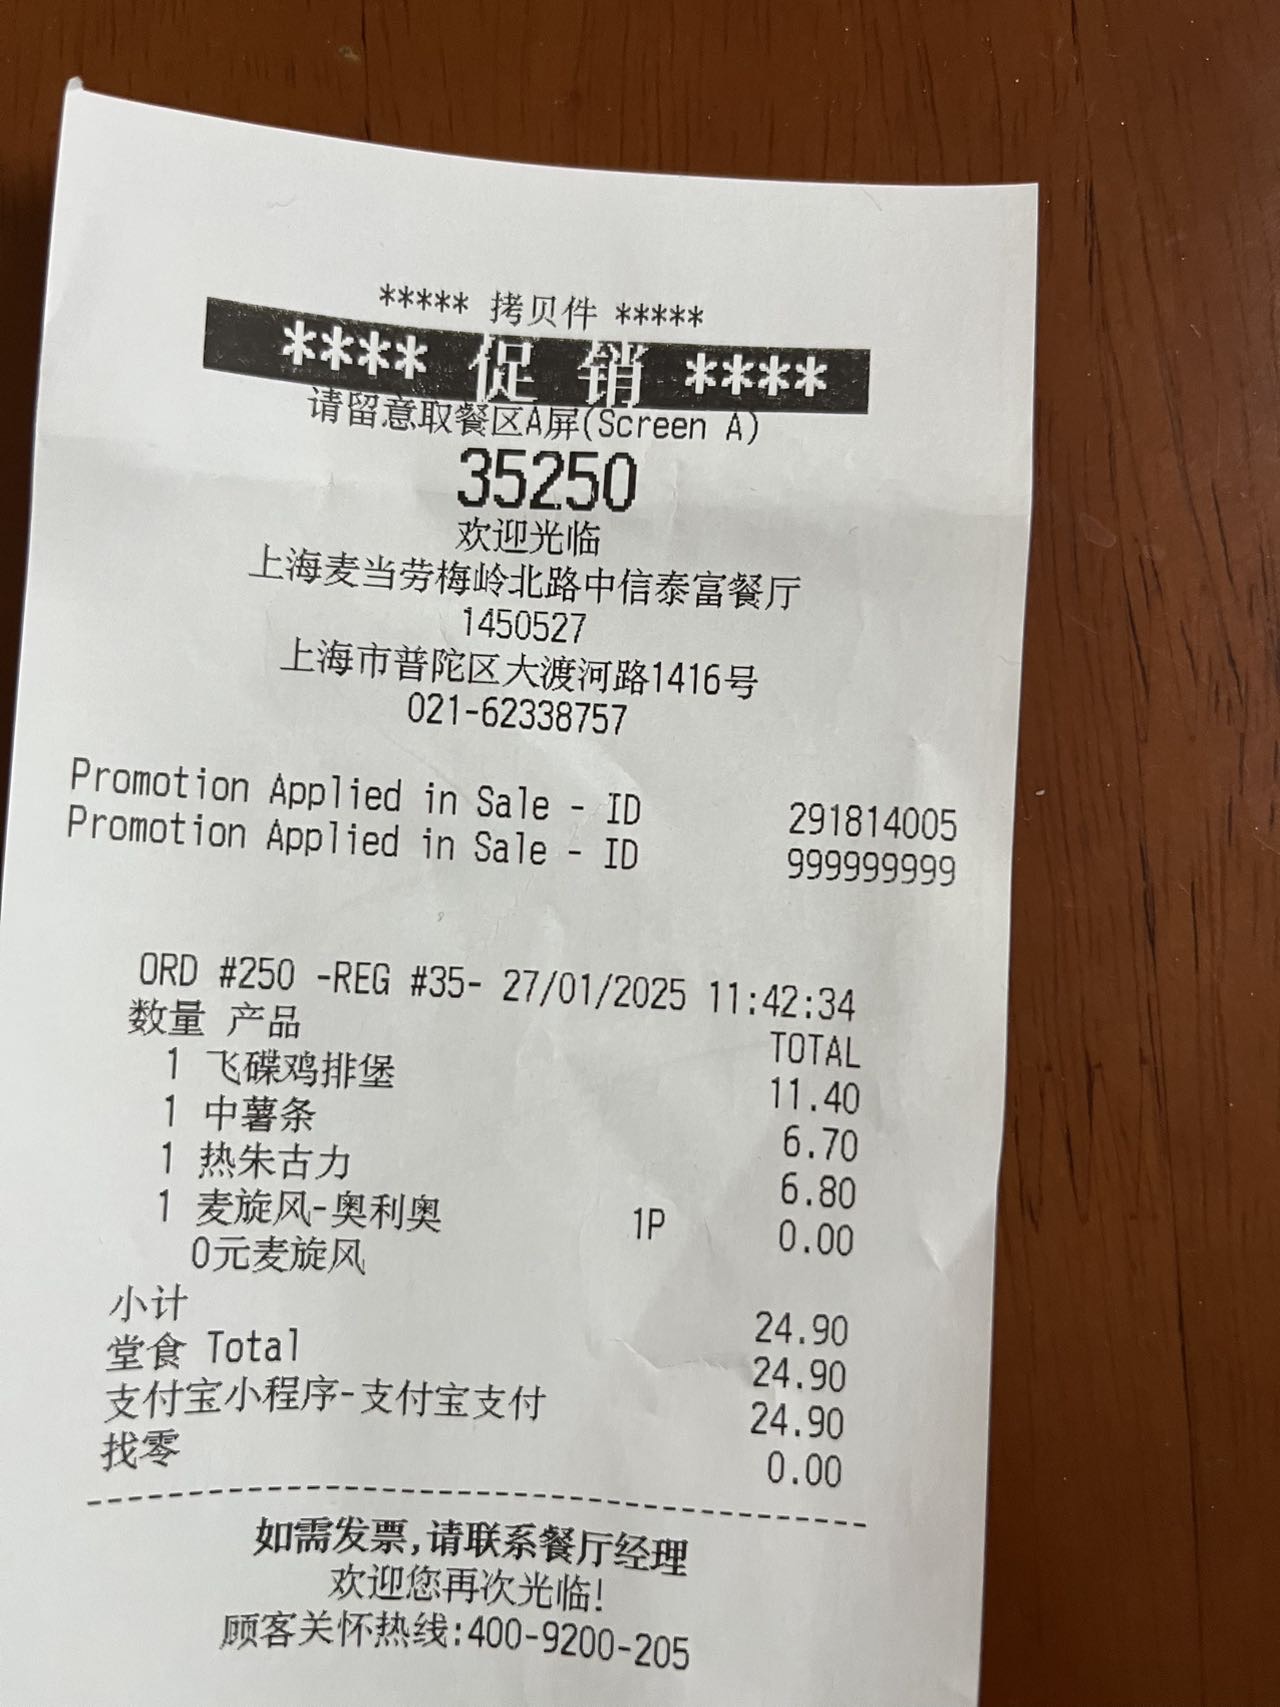 ***** 拷贝件 *****
**** 促 销 ****
请留意取餐区A屏(Screen A)
35250
欢迎光临
上海麦当劳梅岭北路中信泰富餐厅
1450527
上海市普陀区大渡河路1416号
021-62338757
Promotion Applied in Sale - ID 291814005
Promotion Applied in Sale - ID 999999999
ORD #250 -REG #35- 27/01/2025 11:42:34
数量 产品 TOTAL
1 飞碟鸡排堡 11.40
1 中薯条 6.70
1 热朱古力 6.80
1 麦旋风-奥利奥 1P 0.00
0元麦旋风
小计 24.90
堂食 Total 24.90
支付宝小程序-支付宝支付 24.90
找零 0.00
--------------------------------------
如需发票,请联系餐厅经理
欢迎您再次光临!
顾客关怀热线:400-9200-205